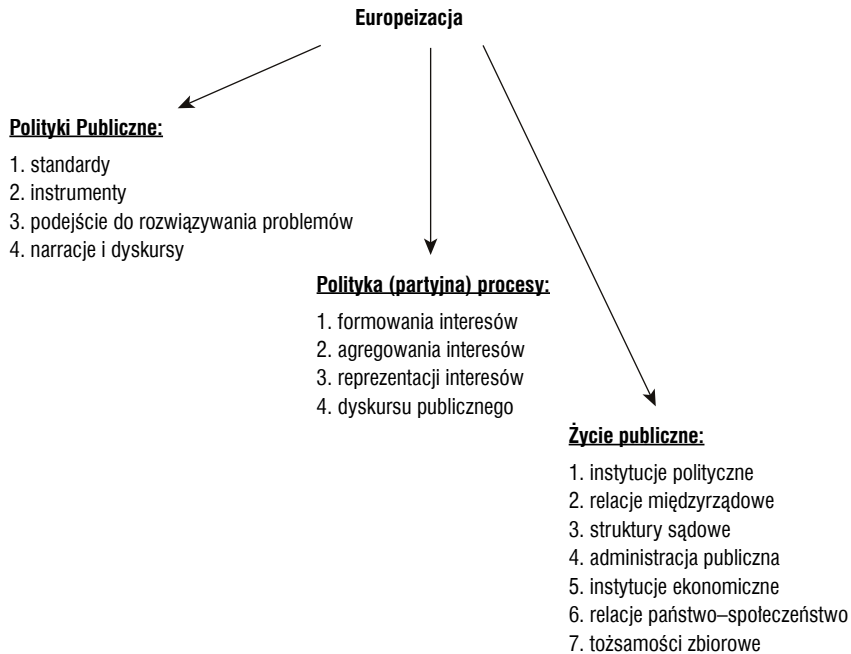 Europeizacja
Polityki Publiczne:
1. standardy
2. instrumenty
3. podejście do rozwiązywania problemów
4. narracje i dyskursy
Polityka (partyjna) procesy:
1. formowania interesów
2. agregowania interesów
3. reprezentacji interesów
4. dyskursu publicznego
Życie publiczne:
1. instytucje polityczne
2. relacje międzyrządowe
3. struktury sądowe
4. administracja publiczna
5. instytucje ekonomiczne
6. relacje państwo–społeczeństwo
7. tożsamości zbiorowe